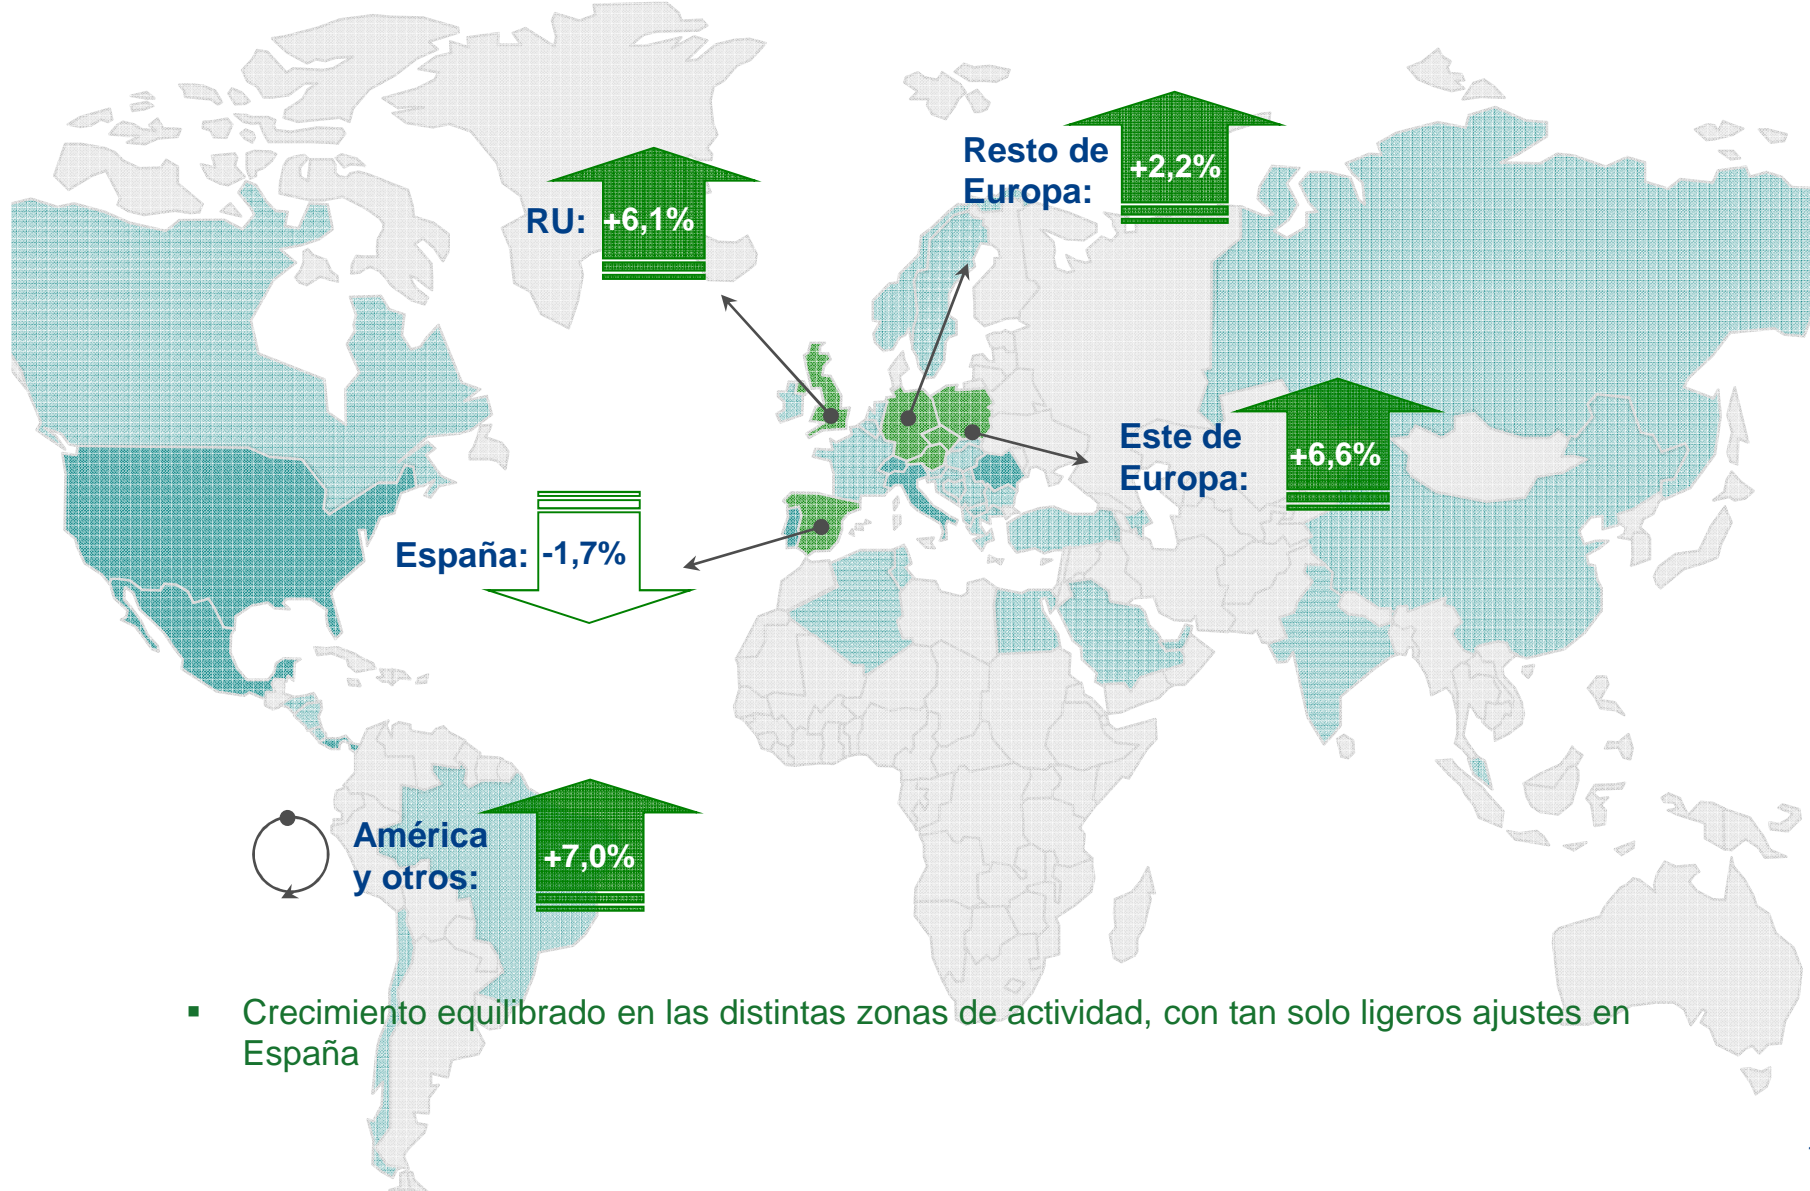 Resto de
Europa:
+2,2%
RU: +6,1%
Este de
Europa:
+6,6%
España: -1,7%
América
y otros:
+7,0%
▪ Crecimiento equilibrado en las distintas zonas de actividad, con tan solo ligeros ajustes en
España